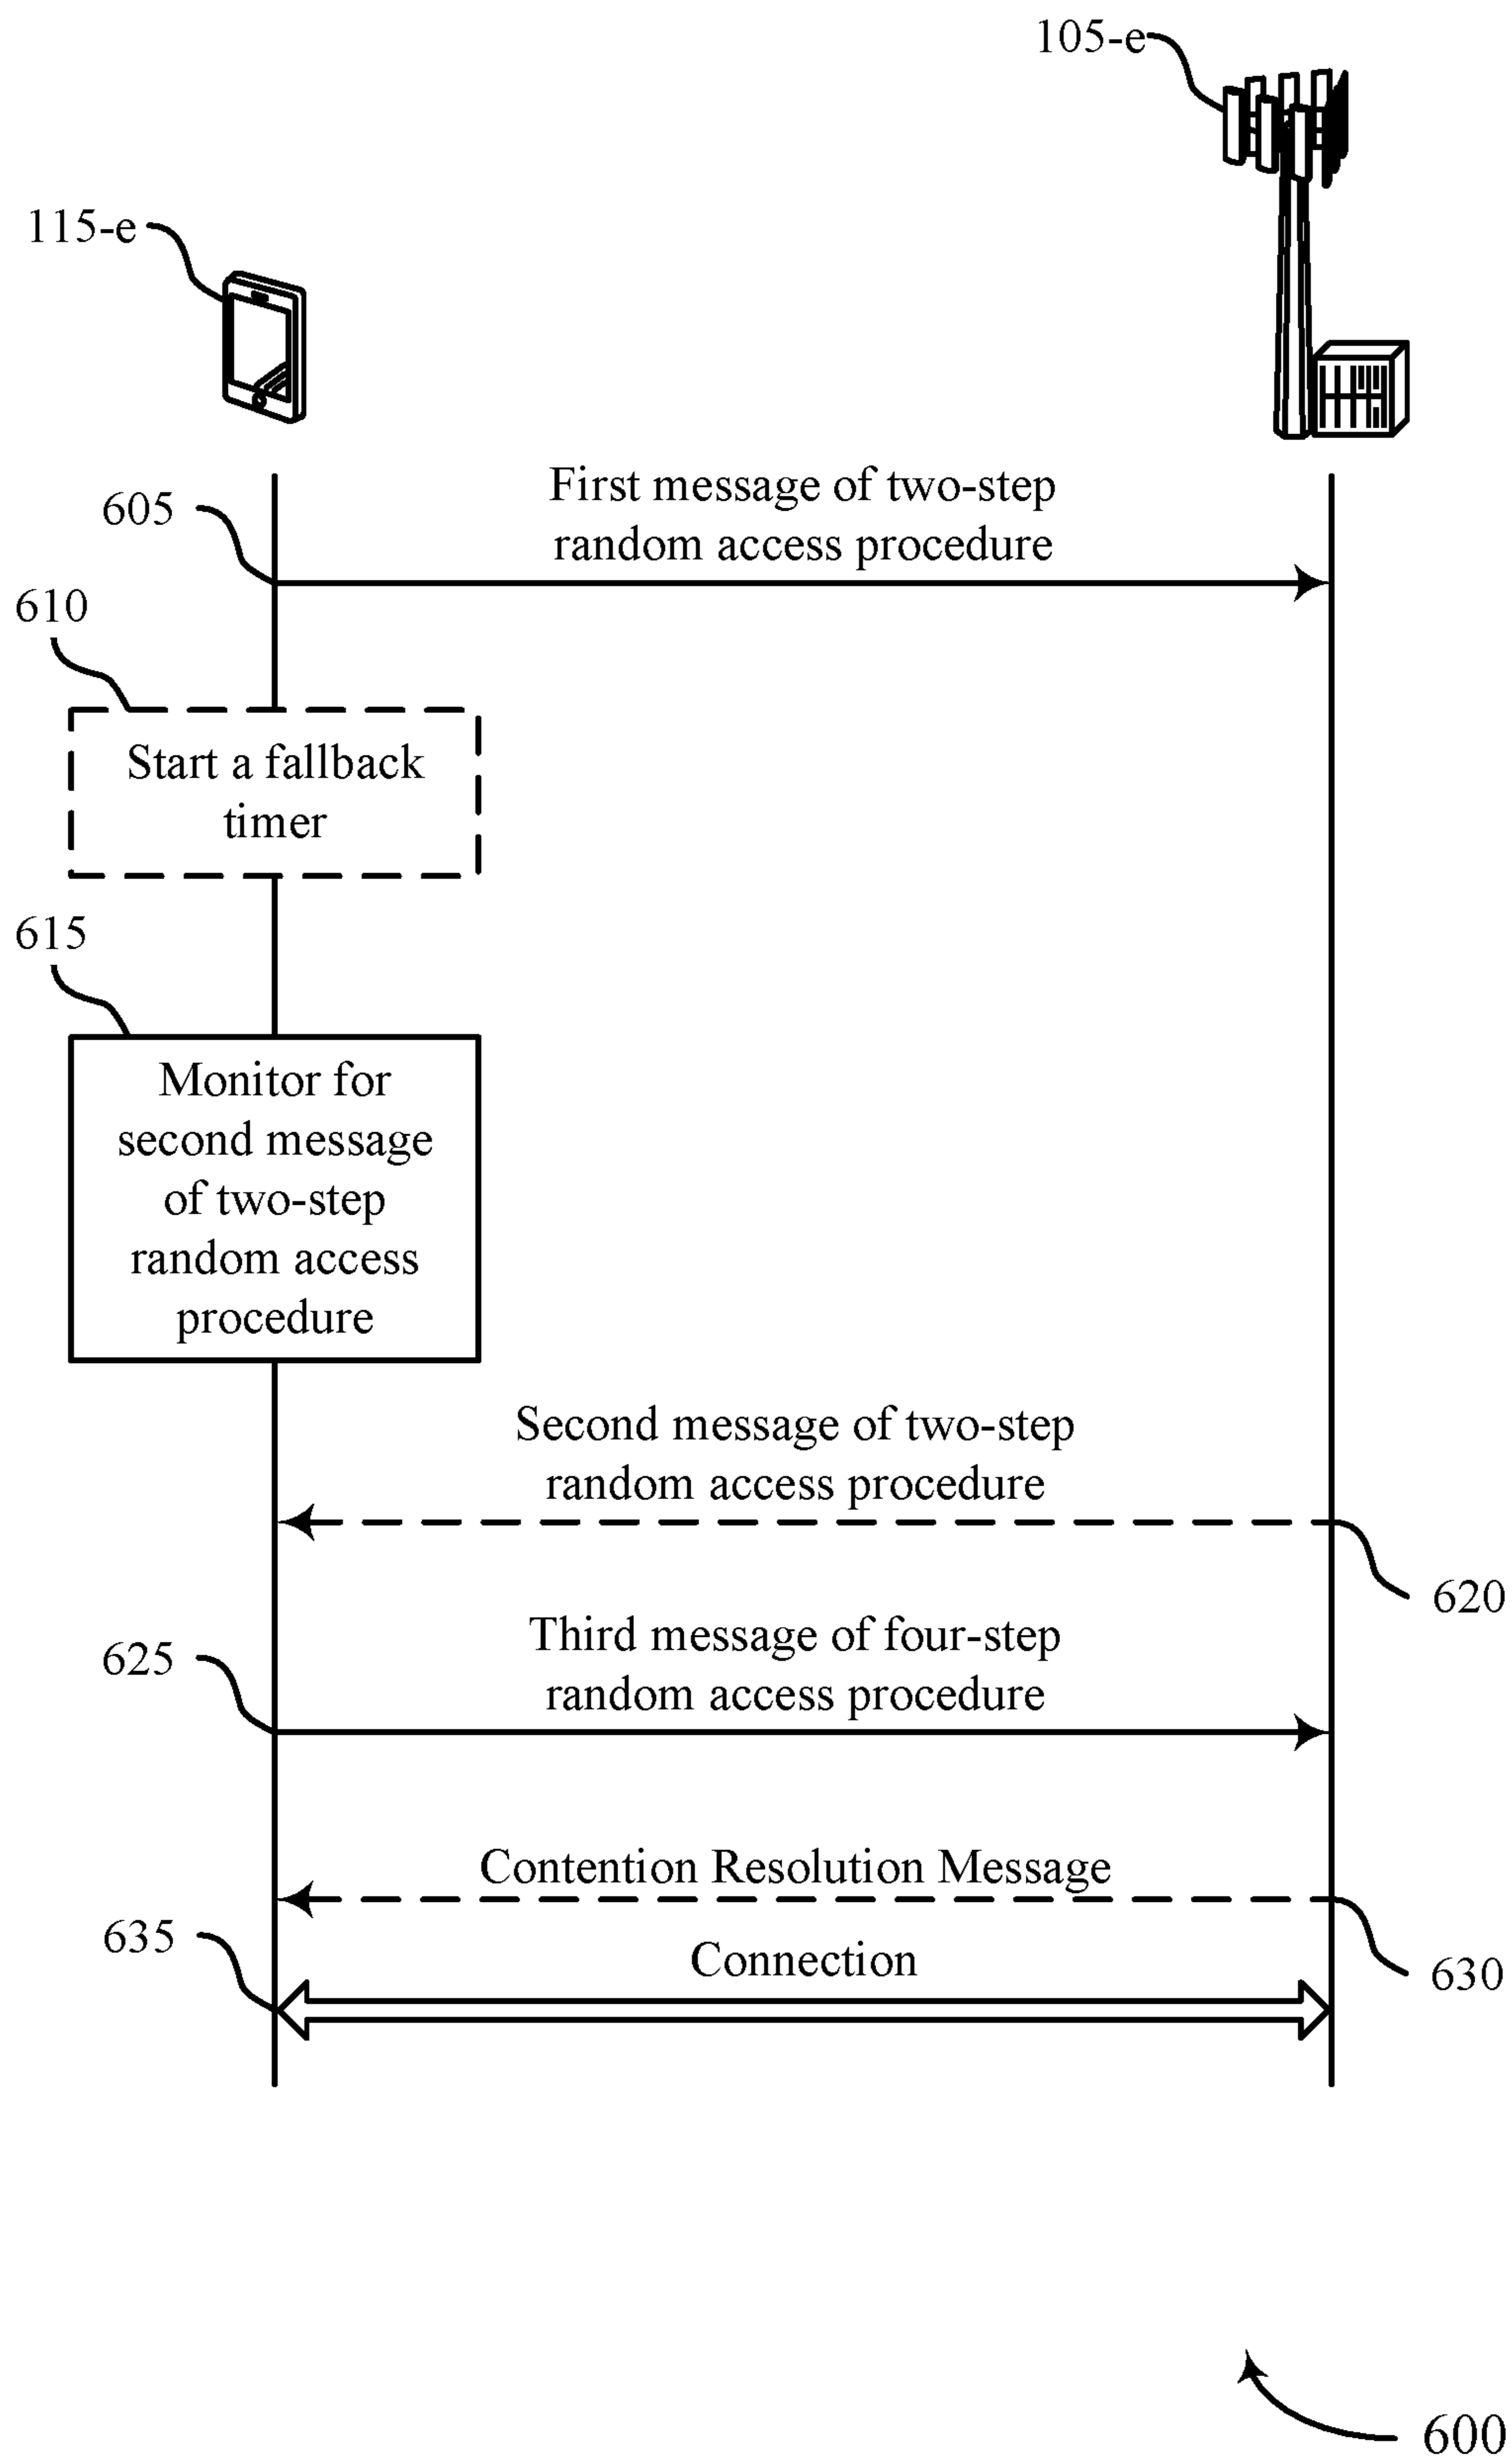 105-e
115-e
First message of two-step
random access procedure
605
610
Start a fallback
timer
615
Monitor for
second message
of two-step
random access
procedure
Second message of two-step
random access procedure
620
Third message of four-step
random access procedure
625
Contention Resolution Message
630
635
Connection
600